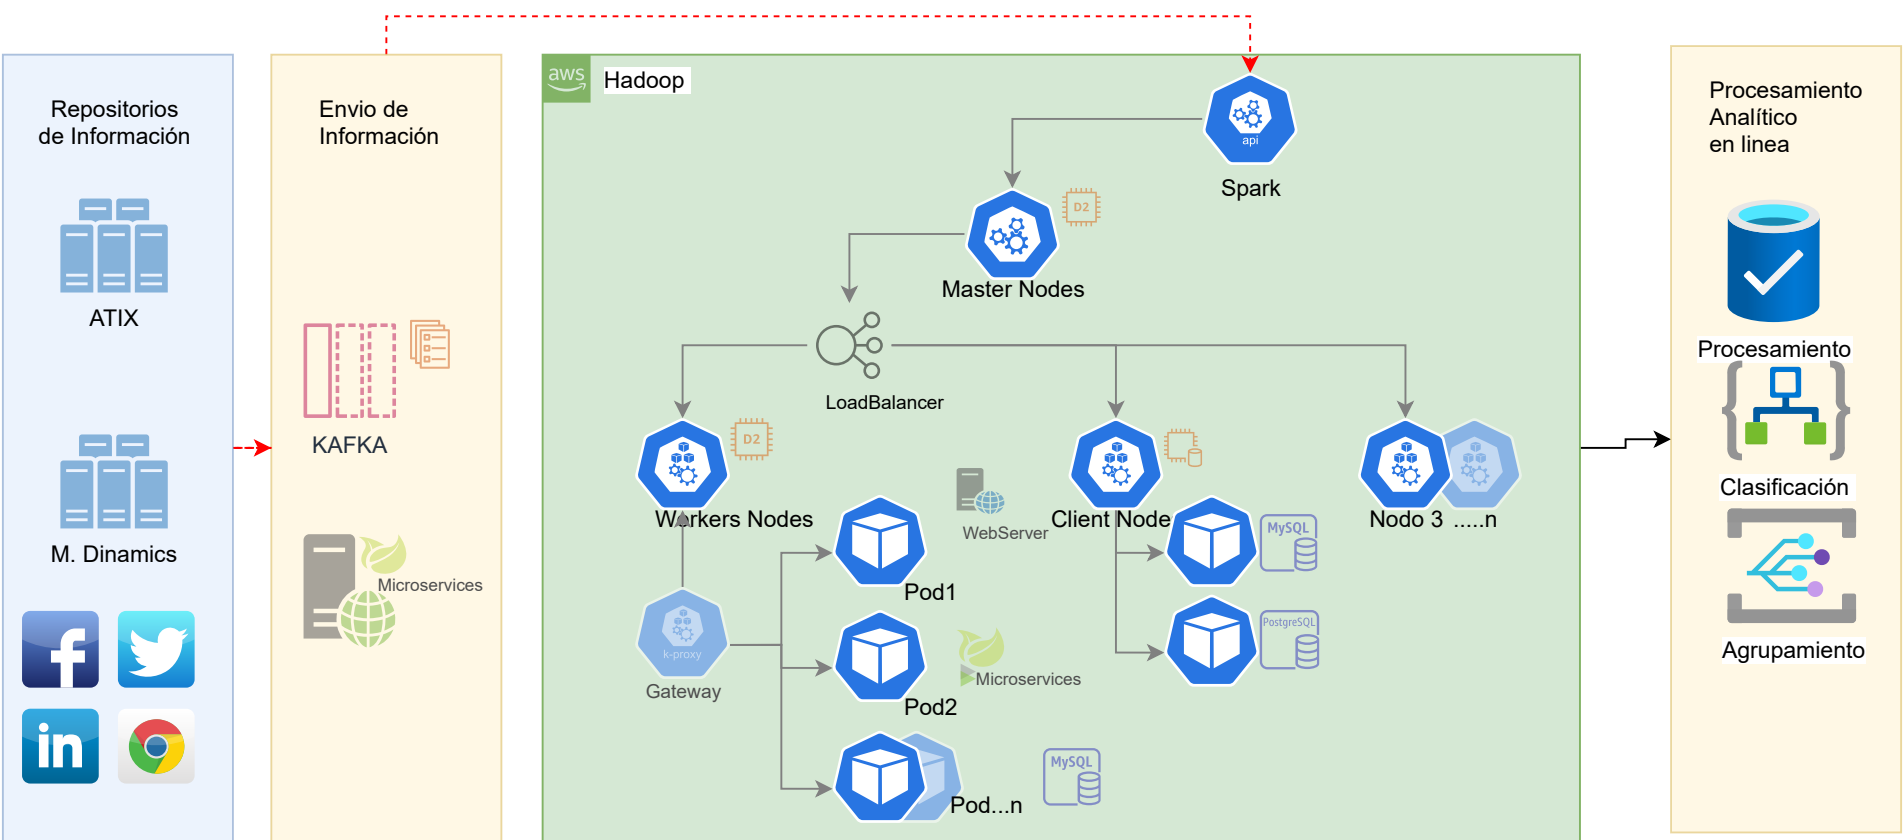 Repositorios
de Información
ATIX
M. Dinamics
f
in
Envio de
Información
KAFKA
Microservices
aws
Hadoop
api
Spark
D2
Master Nodes
LoadBalancer
D2
Workers Nodes
WebServer
Client Node
MySQL
Nodo 3 .....n
Pod1
k-proxy
Gateway
PostgreSQL
Microservices
Pod2
MySQL
Pod...n
Procesamiento
Analítico
en linea
Procesamiento
Clasificación
Agrupamiento